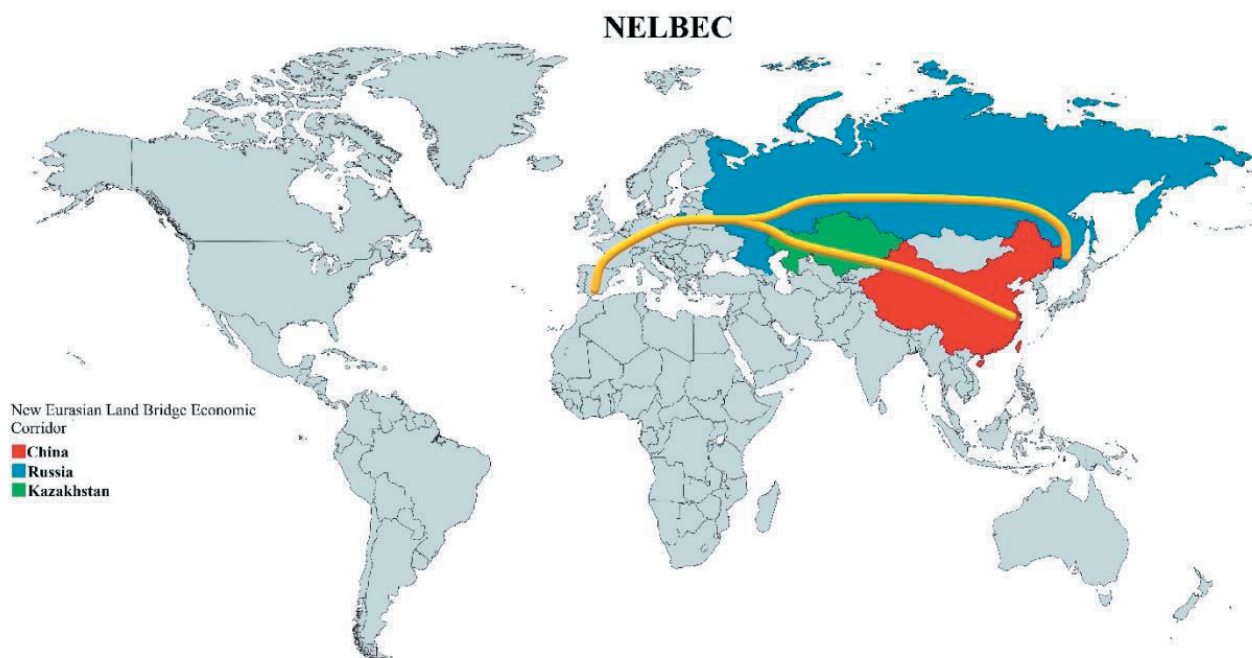 NELBEC
New Eurasian Land Bridge Economic
Corridor
China
Russia
Kazakhstan